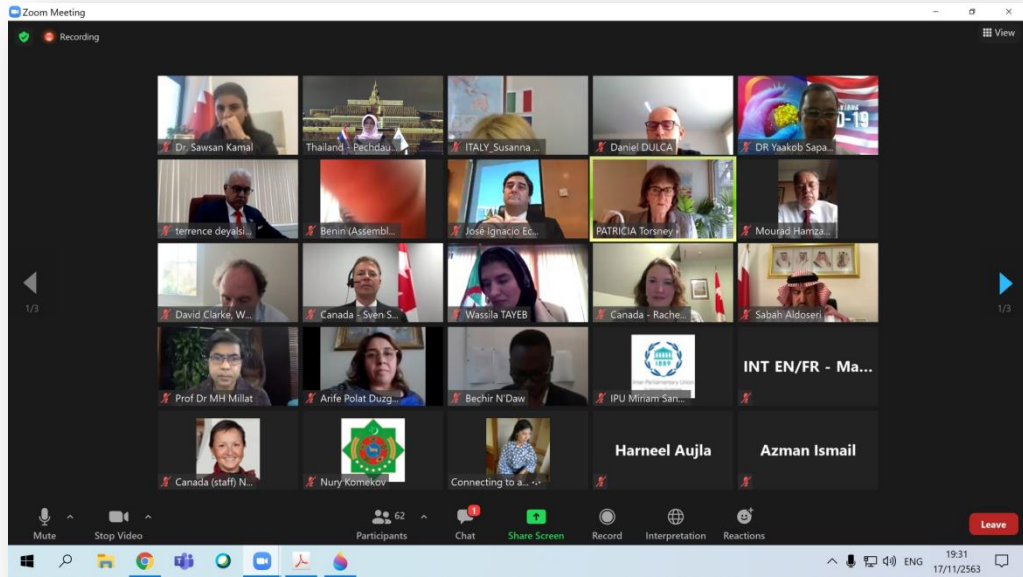 Zoom Meeting
Recording
View
Dr. Sawsan Kamal
Thailand - Pechdau...
ITALY_Susanna ...
Daniel DULCA
DR Yaakob Sapa...
D-19
terrence deyalsi...
Benin (Assembl...
José Ignacio Ec...
PATRICIA Torsney -
Mourad Hamza...
David Clarke, W...
Canada - Sven S...
Wassila TAYEB
Canada - Rache...
Sabah Aldoseri
1/3
1/3
Prof Dr MH Millat
Arife Polat Duzg...
Bechir N'Daw
1889
Inter-Parliamentary Union
IPU Miriam San...
INT EN/FR - Ma...
Canada (staff) N...
Nury Komekov
Connecting to a... -:-
Harneel Aujla
Azman Ismail
Mute
Stop Video
62
Participants
1
Chat
Share Screen
Record
Interpretation
Reactions
Leave
ENG
19:31
17/11/2563